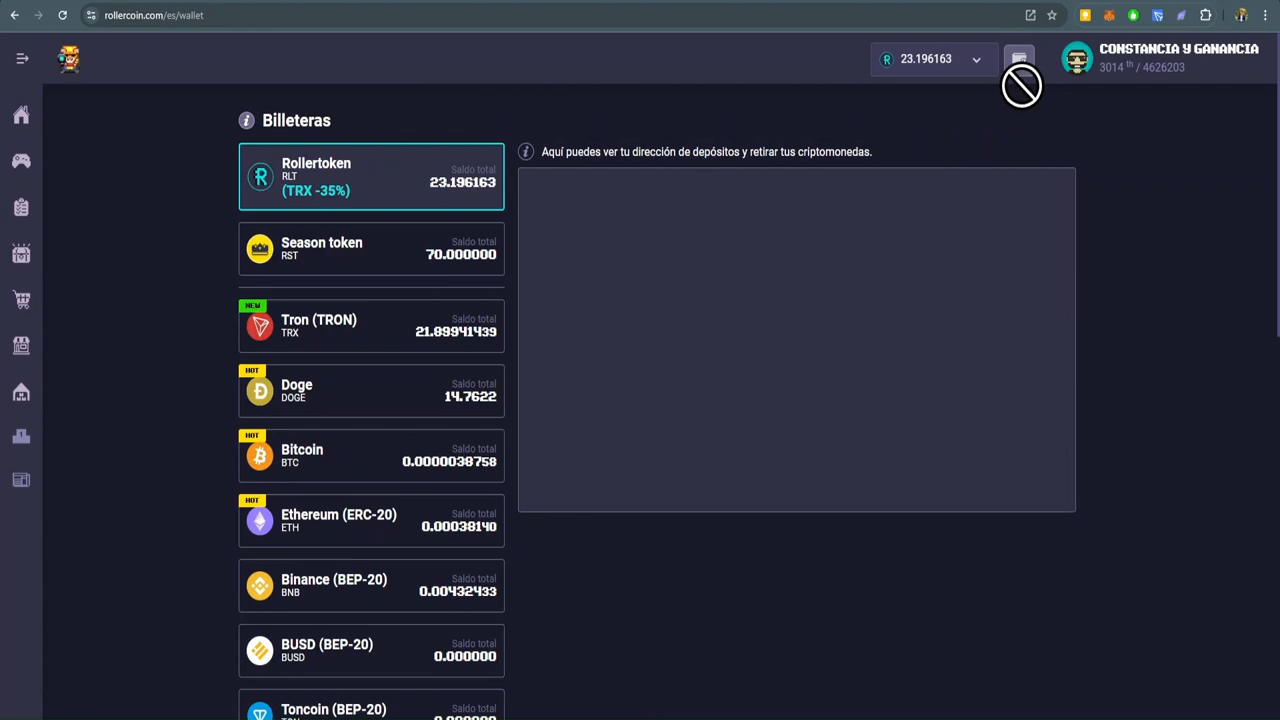 rollercoin.com/es/wallet
23.196163
CONSTANCIA Y GANANCIA
3014 th / 4626203
Billeteras
Aquí puedes ver tu dirección de depósitos y retirar tus criptomonedas.
Rollertoken
RLT
(TRX -35%)
Saldo total
23.196163
Season token
RST
Saldo total
70.000000
NEW
Tron (TRON)
TRX
Saldo total
21.89941439
HOT
Doge
DOGE
Saldo total
14.7622
HOT
Bitcoin
BTC
Saldo total
0.0000038758
HOT
Ethereum (ERC-20)
ETH
Saldo total
0.00038140
Binance (BEP-20)
BNB
Saldo total
0.00432433
BUSD (BEP-20)
BUSD
Saldo total
0.000000
Toncoin (BEP-20)
Saldo total